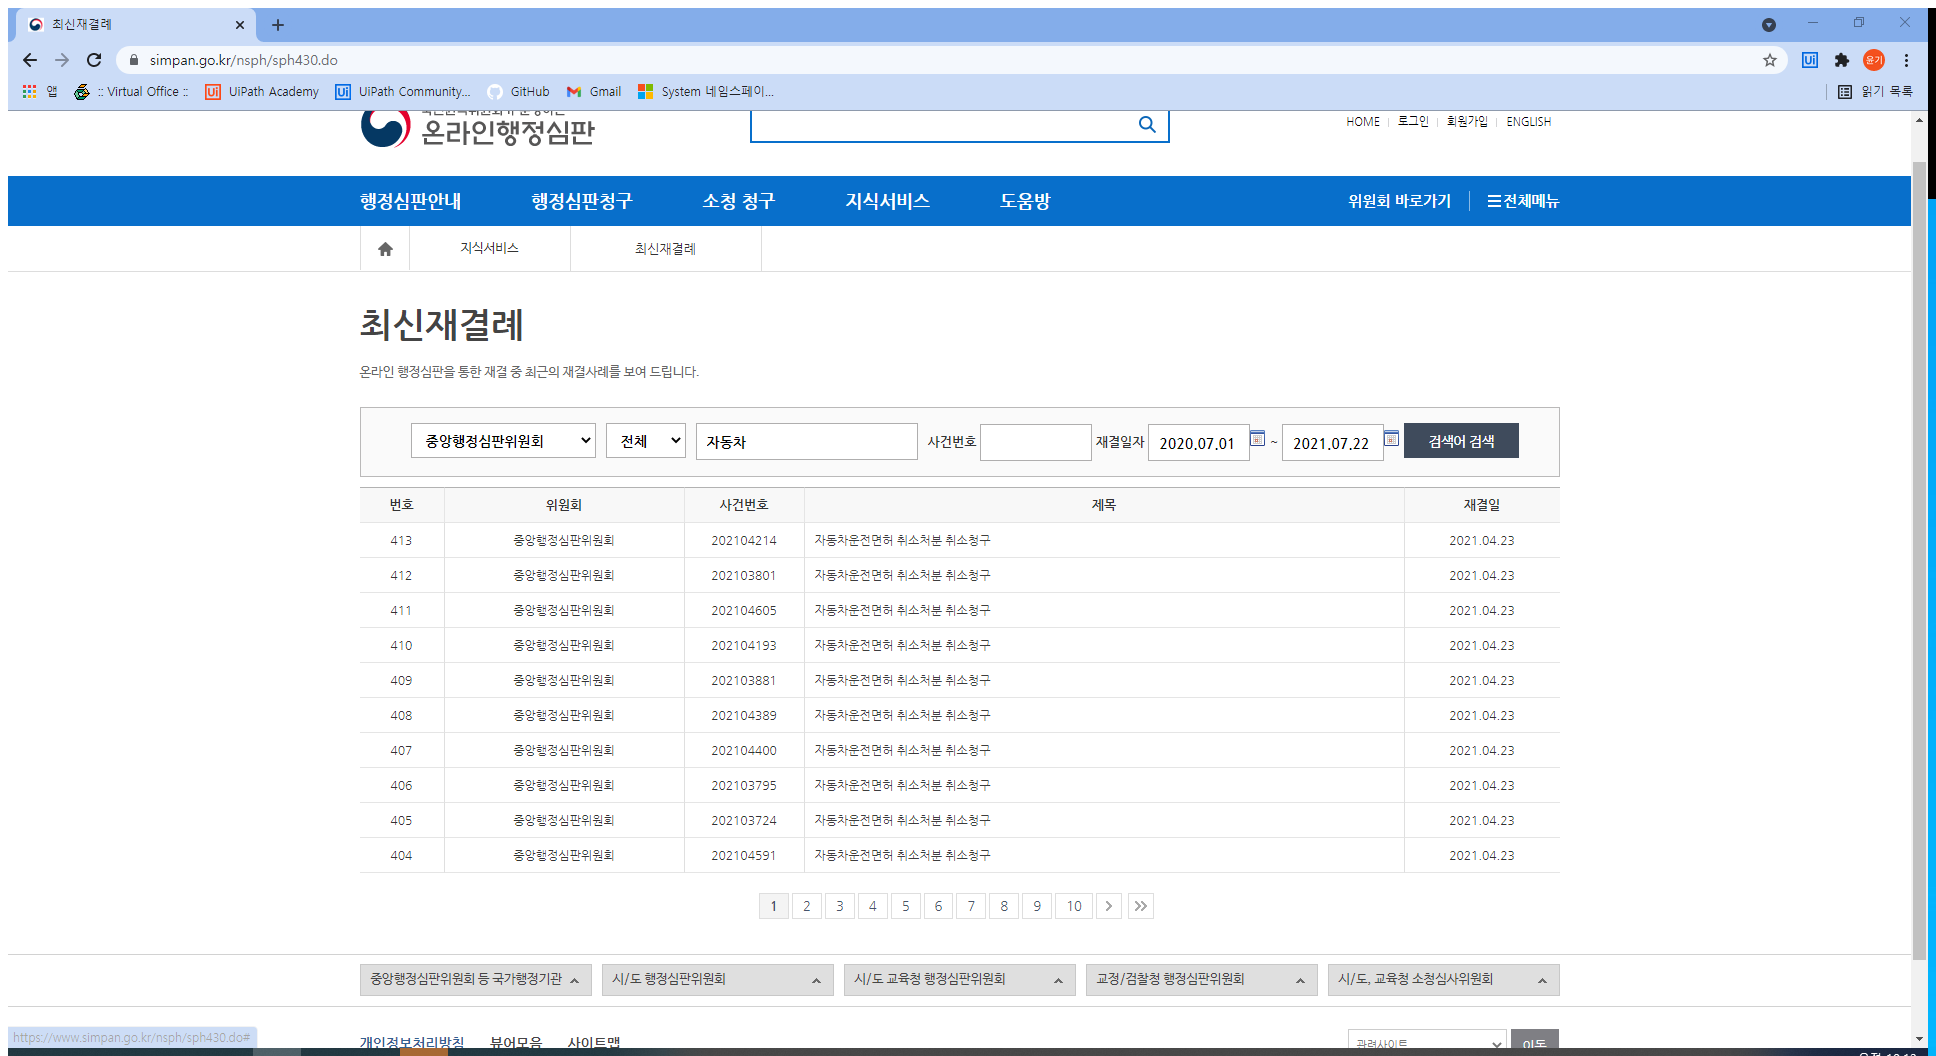 최신재결례
simpan.go.kr/nsph/sph430.do
윤기
앱 :: Virtual Office :: UiPath Academy UiPath Community... GitHub Gmail System 네임스페이... 읽기 목록
온라인행정심판
HOME 로그인 회원가입 ENGLISH
행정심판안내 행정심판청구 소청 청구 지식서비스 도움방 위원회 바로가기 전체메뉴
지식서비스 최신재결례
최신재결례
온라인 행정심판을 통한 재결 중 최근의 재결사례를 보여 드립니다.
중앙행정심판위원회 전체 자동차 사건번호 재결일자 2020.07.01 ~ 2021.07.22 검색어 검색
번호 위원회 사건번호 제목 재결일
413 중앙행정심판위원회 202104214 자동차운전면허 취소처분 취소청구 2021.04.23
412 중앙행정심판위원회 202103801 자동차운전면허 취소처분 취소청구 2021.04.23
411 중앙행정심판위원회 202104605 자동차운전면허 취소처분 취소청구 2021.04.23
410 중앙행정심판위원회 202104193 자동차운전면허 취소처분 취소청구 2021.04.23
409 중앙행정심판위원회 202103881 자동차운전면허 취소처분 취소청구 2021.04.23
408 중앙행정심판위원회 202104389 자동차운전면허 취소처분 취소청구 2021.04.23
407 중앙행정심판위원회 202104400 자동차운전면허 취소처분 취소청구 2021.04.23
406 중앙행정심판위원회 202103795 자동차운전면허 취소처분 취소청구 2021.04.23
405 중앙행정심판위원회 202103724 자동차운전면허 취소처분 취소청구 2021.04.23
404 중앙행정심판위원회 202104591 자동차운전면허 취소처분 취소청구 2021.04.23
1 2 3 4 5 6 7 8 9 10
중앙행정심판위원회 등 국가행정기관 시/도 행정심판위원회 시/도 교육청 행정심판위원회 교정/검찰청 행정심판위원회 시/도, 교육청 소청심사위원회
https://www.simpan.go.kr/nsph/sph430.do#
개인정보처리방침 뷰어모음 사이트맵 관련사이트 이동